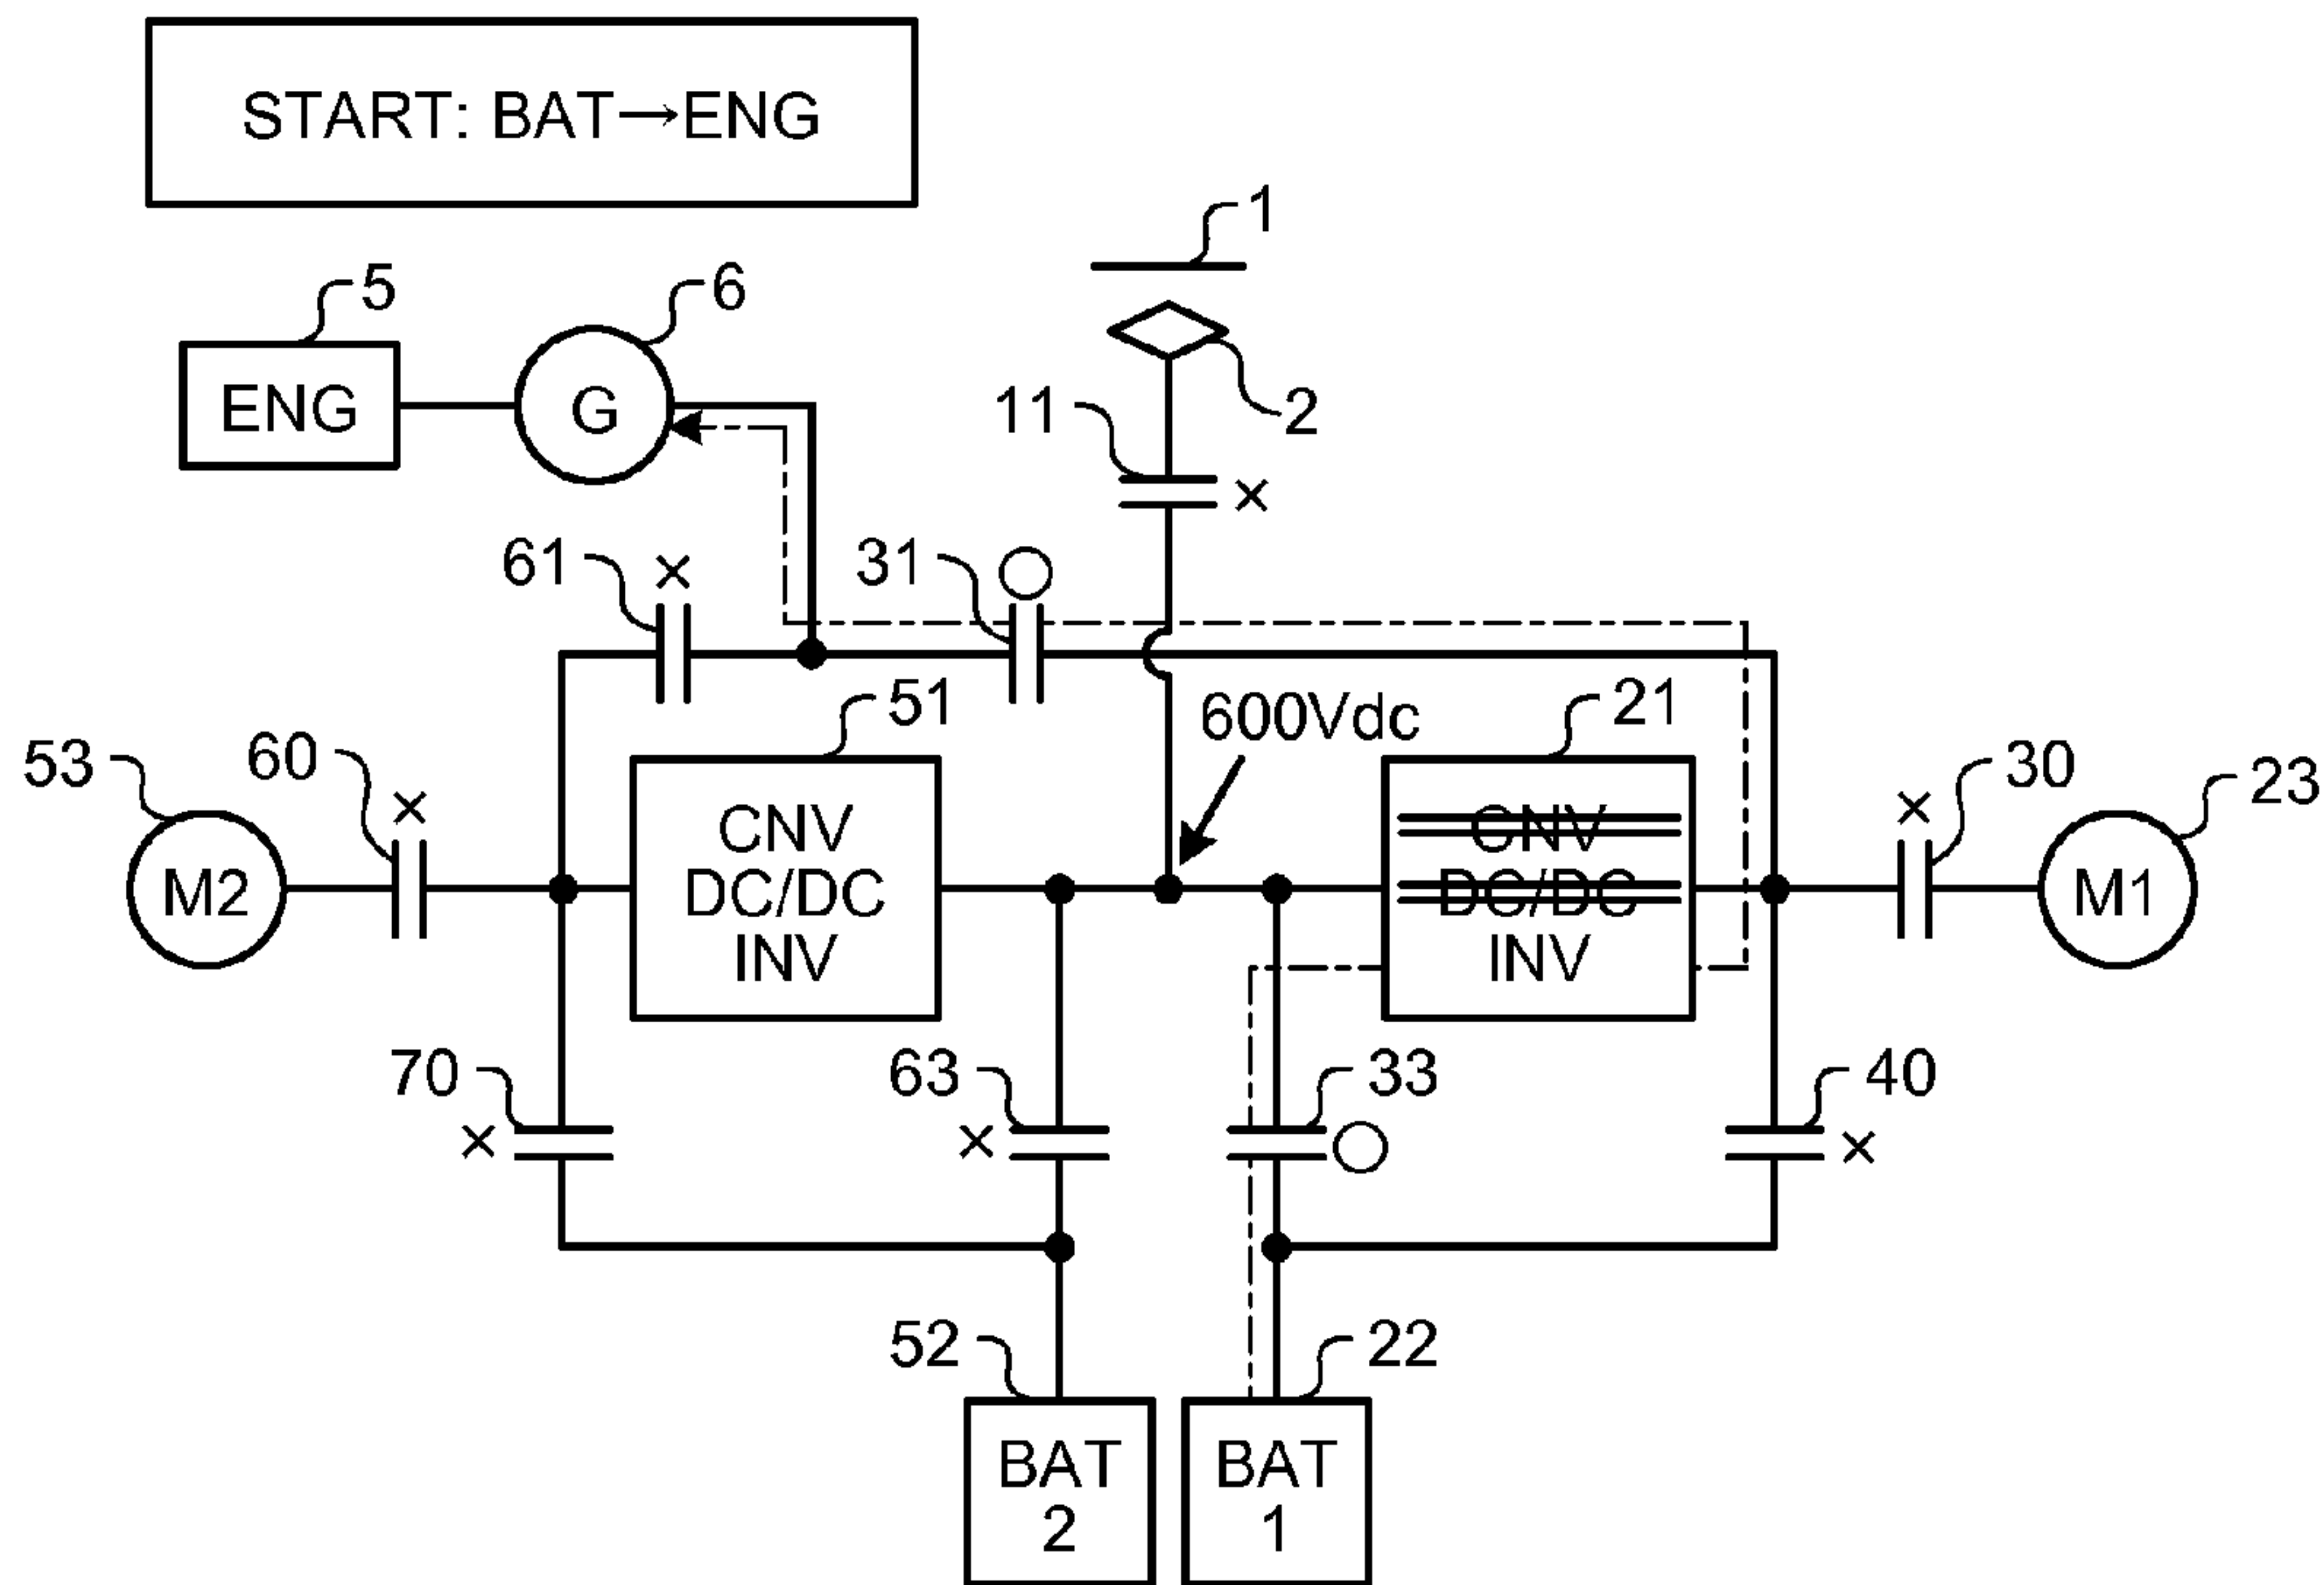 START: BAT→ENG
1
5
6
ENG
G
2
11
×
61
×
31
○
51
600Vdc
21
53
60
×
30
×
23
M2
CNV
DC/DC
INV
CNV
DC/DC
INV
M1
70
×
63
×
33
○
40
×
52
22
BAT
2
BAT
1